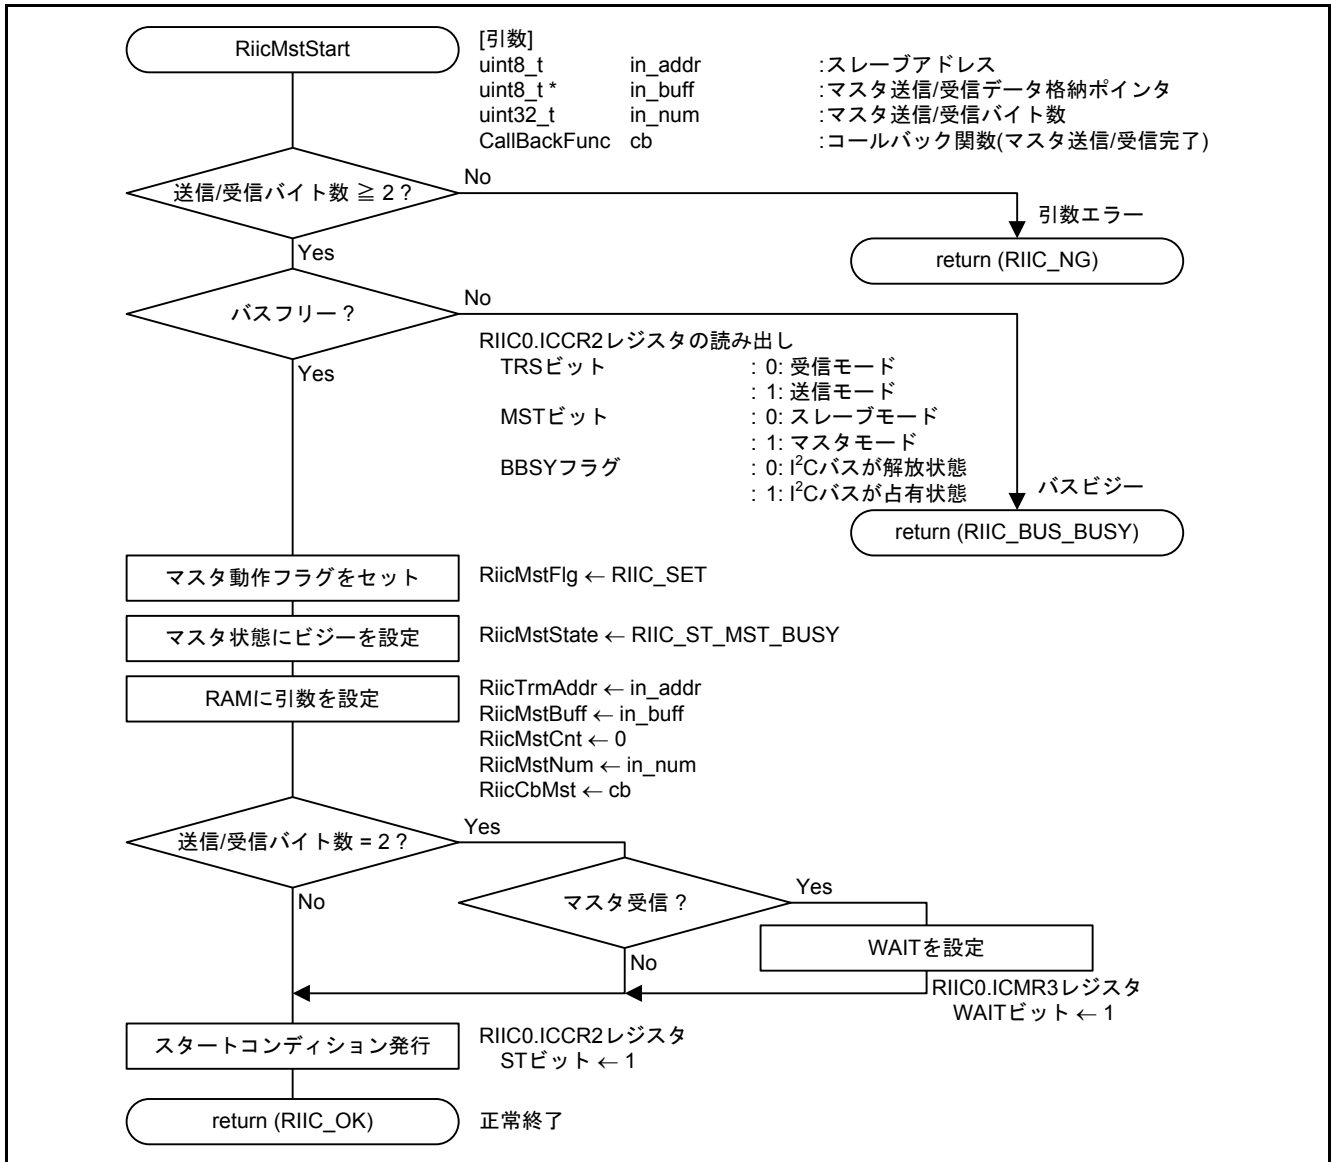 RiicMstStart
[引数]
uint8_t in_addr :スレーブアドレス
uint8_t * in_buff :マスタ送信/受信データ格納ポインタ
uint32_t in_num :マスタ送信/受信バイト数
CallBackFunc cb :コールバック関数(マスタ送信/受信完了)
送信/受信バイト数 ≧ 2 ?
No
引数エラー
Yes
return (RIIC_NG)
バスフリー ?
No
RIIC0.ICCR2レジスタの読み出し
Yes
TRSビット : 0: 受信モード
: 1: 送信モード
MSTビット : 0: スレーブモード
: 1: マスタモード
BBSYフラグ : 0: I²Cバスが解放状態
: 1: I²Cバスが占有状態
バスビジー
return (RIIC_BUS_BUSY)
マスタ動作フラグをセット
RiicMstFlg ← RIIC_SET
マスタ状態にビジーを設定
RiicMstState ← RIIC_ST_MST_BUSY
RAMに引数を設定
RiicTrmAddr ← in_addr
RiicMstBuff ← in_buff
RiicMstCnt ← 0
RiicMstNum ← in_num
RiicCbMst ← cb
送信/受信バイト数 = 2 ?
Yes
No
マスタ受信 ?
Yes
No
WAITを設定
RIIC0.ICMR3レジスタ
WAITビット ← 1
スタートコンディション発行
RIIC0.ICCR2レジスタ
STビット ← 1
return (RIIC_OK)
正常終了